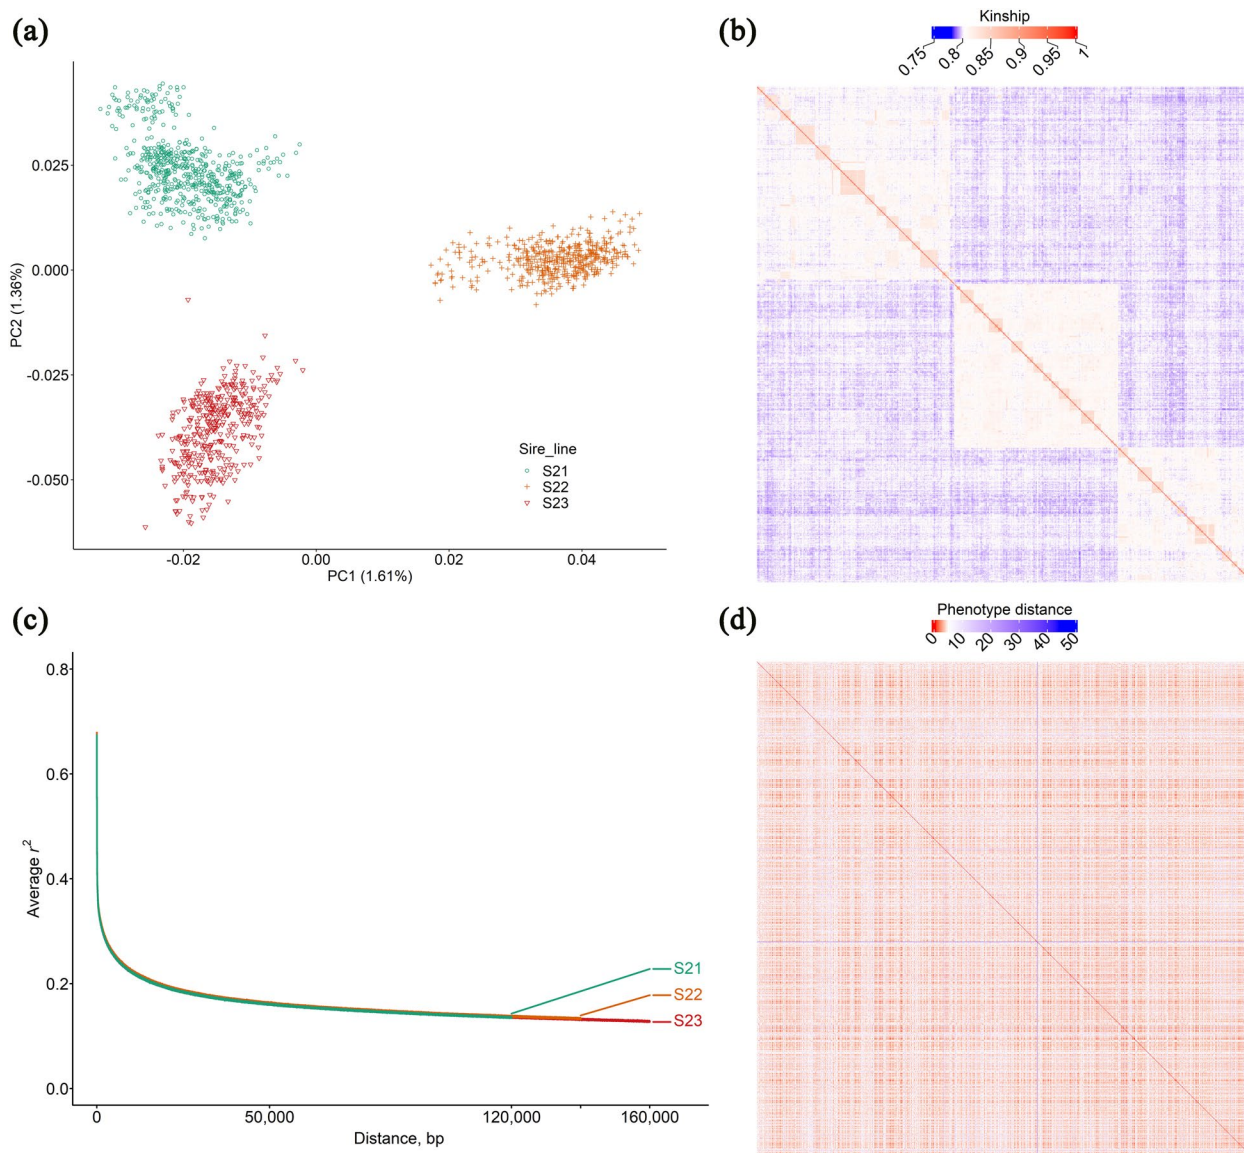 (a)
0.025
0.000
-0.025
-0.050
PC2 (1.36%)
-0.02
0.00
0.02
0.04
PC1 (1.61%)
Sire_line
S21
S22
S23
(b)
Kinship
0.75
0.8
0.85
0.9
0.95
1
(c)
0.8
0.6
0.4
0.2
0.0
Average r²
0
50,000
120,000
160,000
Distance, bp
S21
S22
S23
(d)
Phenotype distance
0
10
20
30
40
50